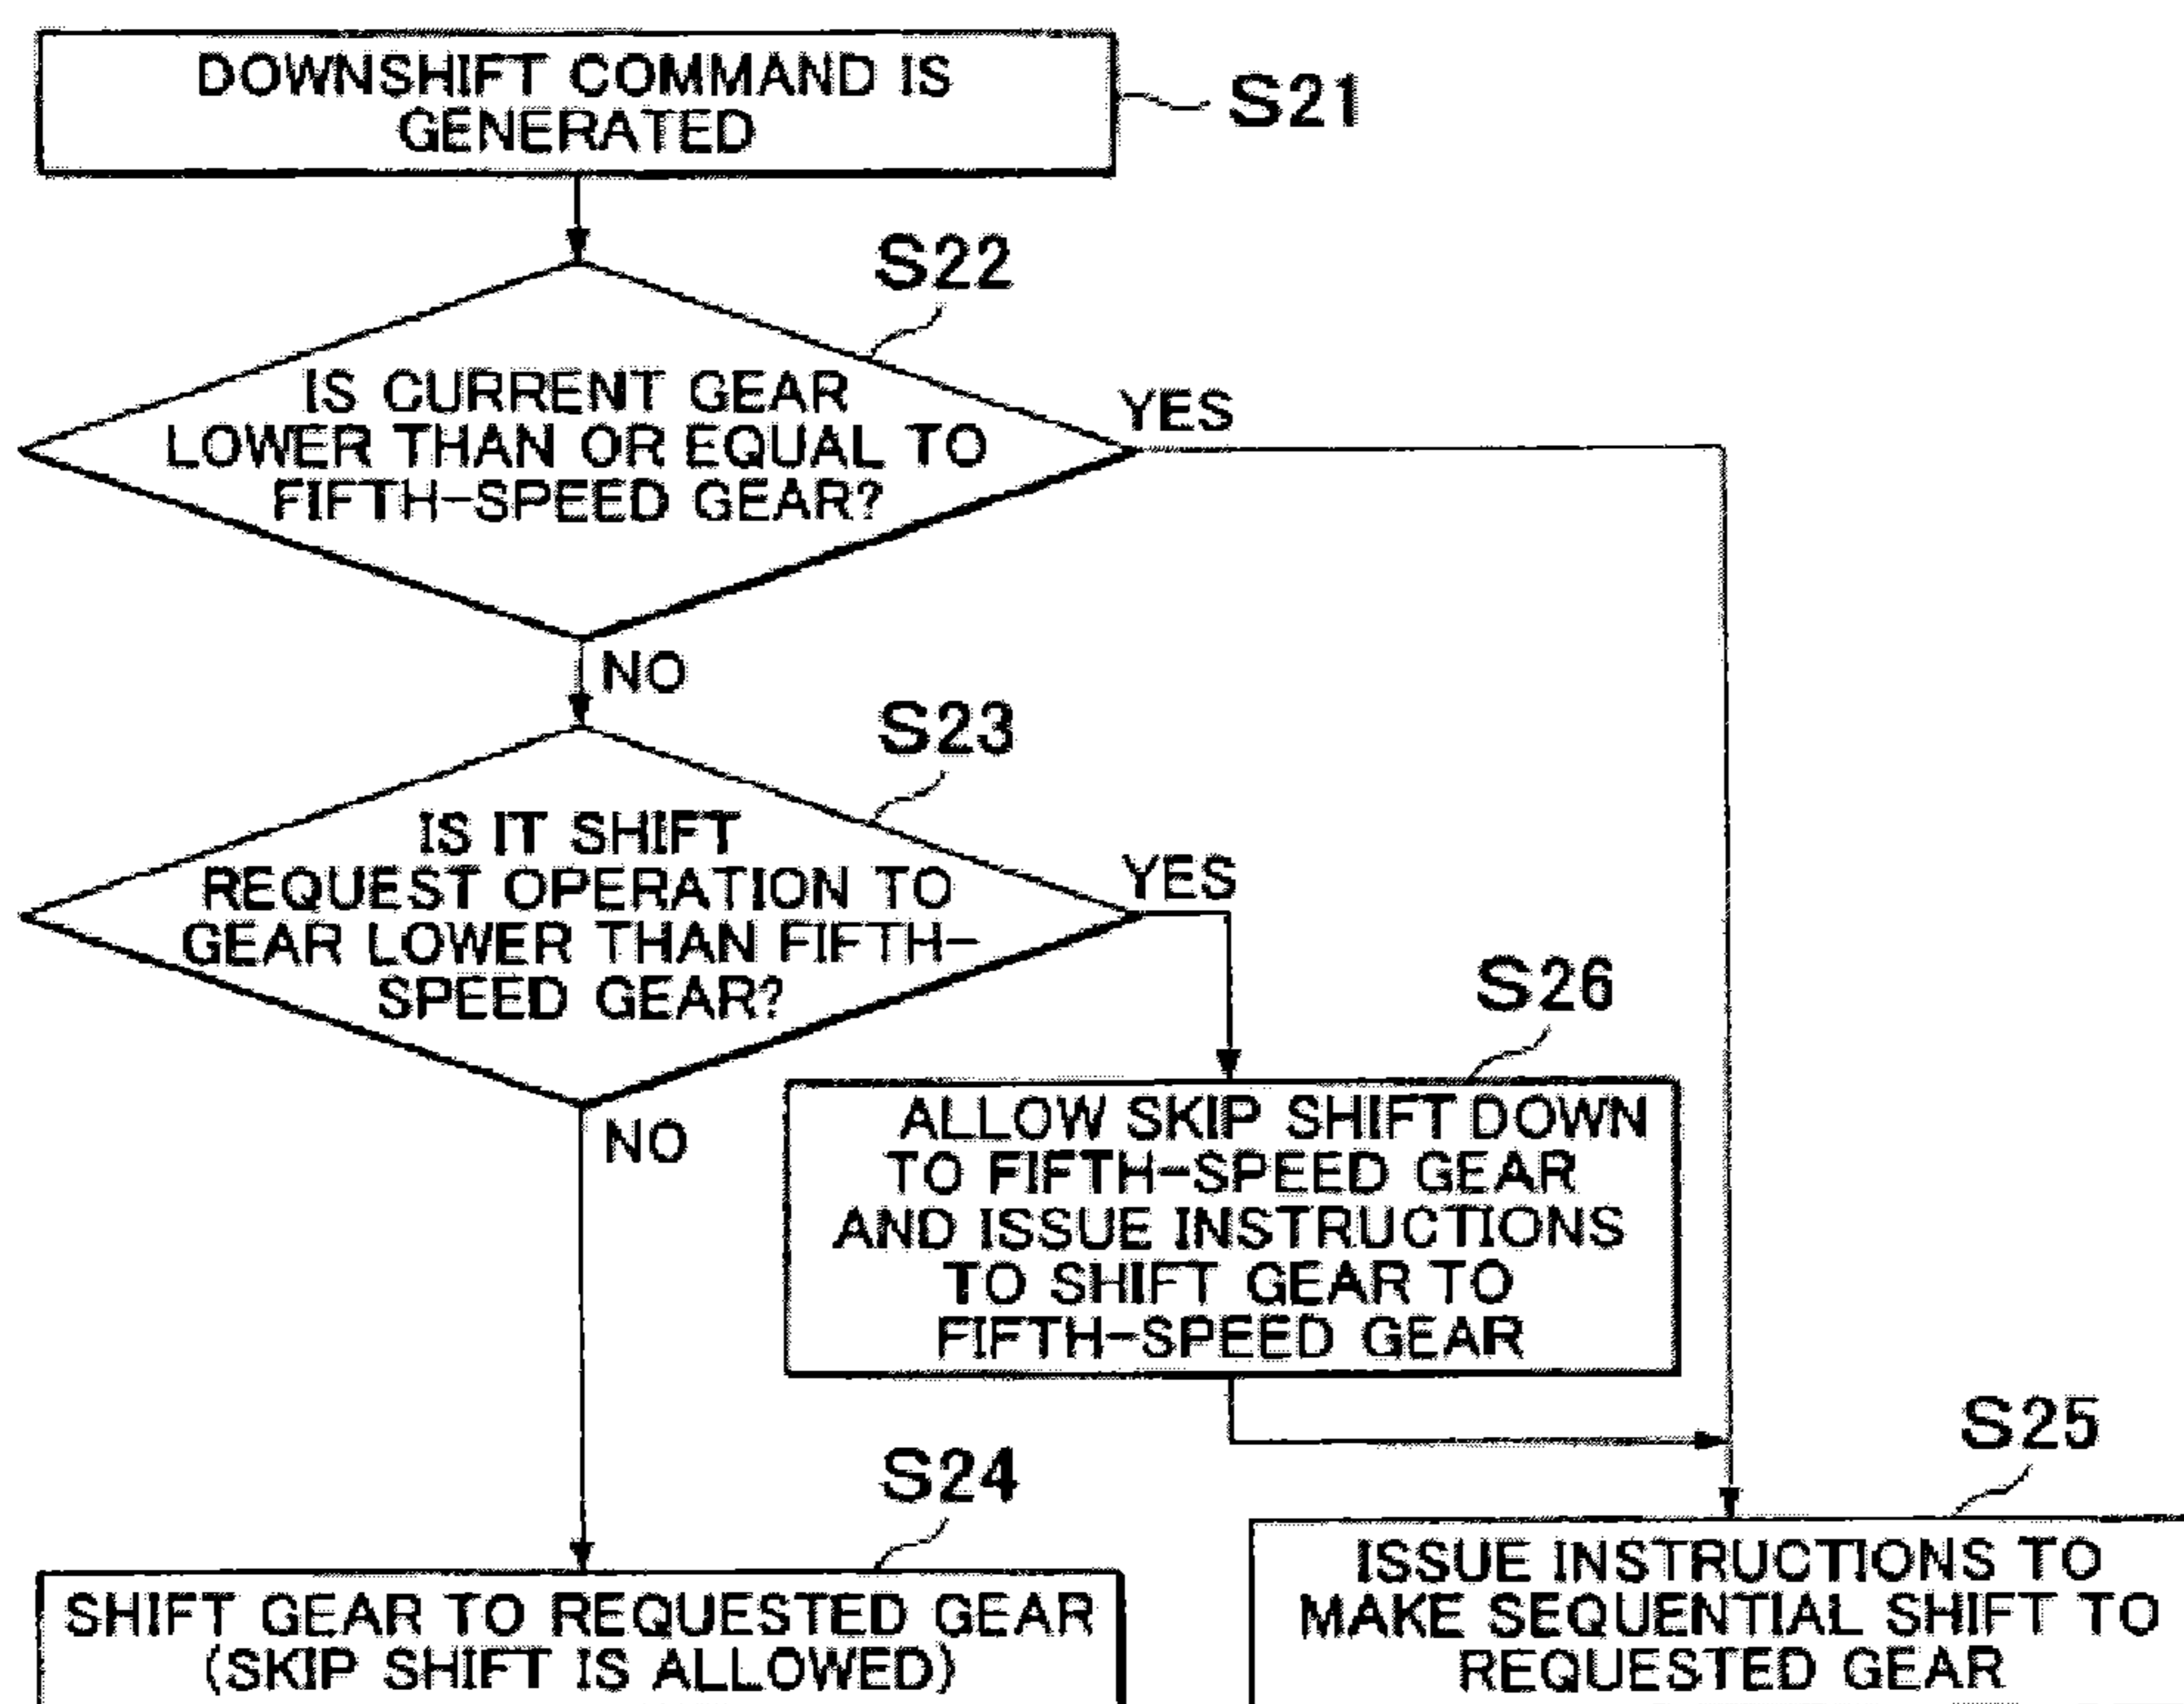 DOWNSHIFT COMMAND IS
GENERATED
S21
S22
IS CURRENT GEAR
LOWER THAN OR EQUAL TO
FIFTH-SPEED GEAR?
YES
NO
S23
IS IT SHIFT
REQUEST OPERATION TO
GEAR LOWER THAN FIFTH-
SPEED GEAR?
YES
NO
S26
ALLOW SKIP SHIFT DOWN
TO FIFTH-SPEED GEAR
AND ISSUE INSTRUCTIONS
TO SHIFT GEAR TO
FIFTH-SPEED GEAR
S24
SHIFT GEAR TO REQUESTED GEAR
(SKIP SHIFT IS ALLOWED)
S25
ISSUE INSTRUCTIONS TO
MAKE SEQUENTIAL SHIFT TO
REQUESTED GEAR